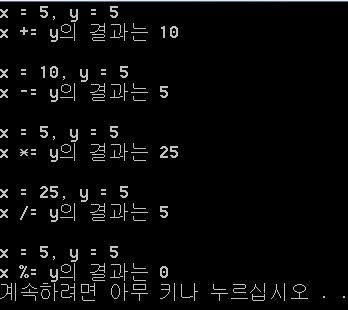 x = 5, y = 5
x += y의 결과는 10
x = 10, y = 5
x -= y의 결과는 5
x = 5, y = 5
x *= y의 결과는 25
x = 25, y = 5
x /= y의 결과는 5
x = 5, y = 5
x %= y의 결과는 0
계속하려면 아무 키나 누르십시오 . .